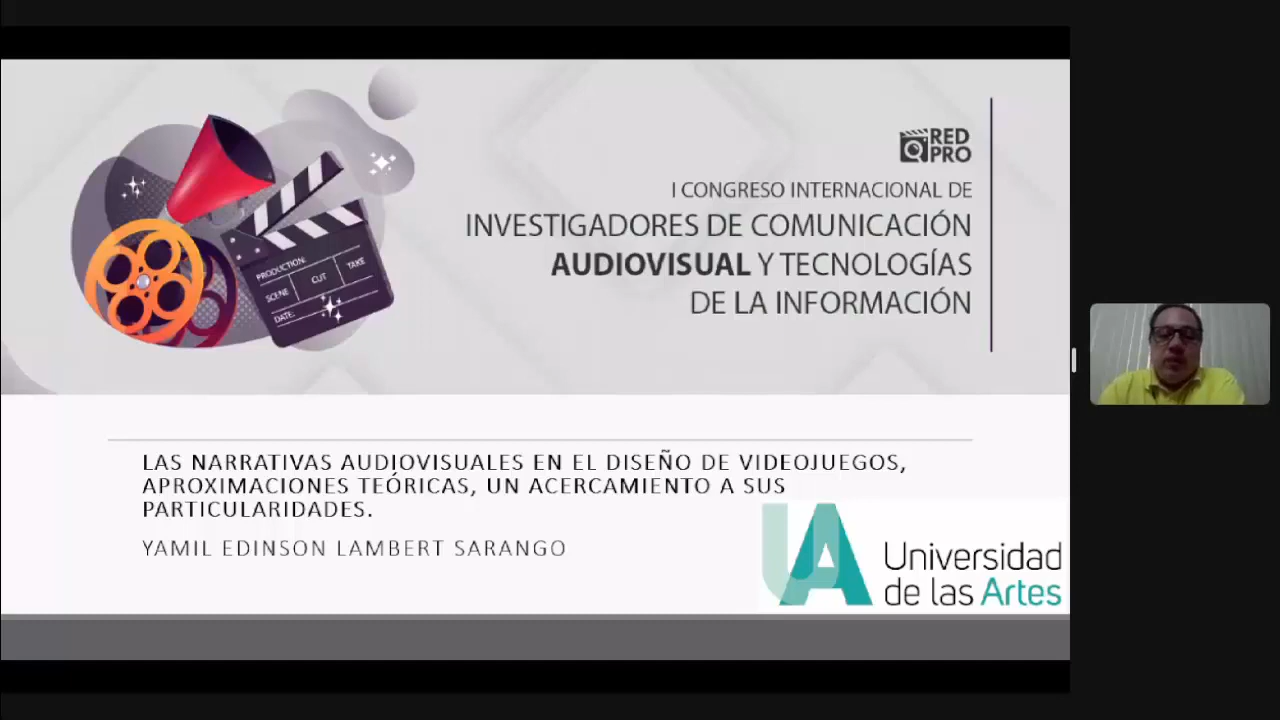 RED
PRO
I CONGRESO INTERNACIONAL DE
INVESTIGADORES DE COMUNICACIÓN
AUDIOVISUAL Y TECNOLOGÍAS
DE LA INFORMACIÓN
PRODUCTION:
SCENE CUT TAKE
DATE:
LAS NARRATIVAS AUDIOVISUALES EN EL DISEÑO DE VIDEOJUEGOS,
APROXIMACIONES TEÓRICAS, UN ACERCAMIENTO A SUS
PARTICULARIDADES.
YAMIL EDINSON LAMBERT SARANGO
UA
Universidad
de las Artes